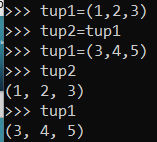 >>> tup1=(1,2,3)
>>> tup2=tup1
>>> tup1=(3,4,5)
>>> tup2
(1, 2, 3)
>>> tup1
(3, 4, 5)